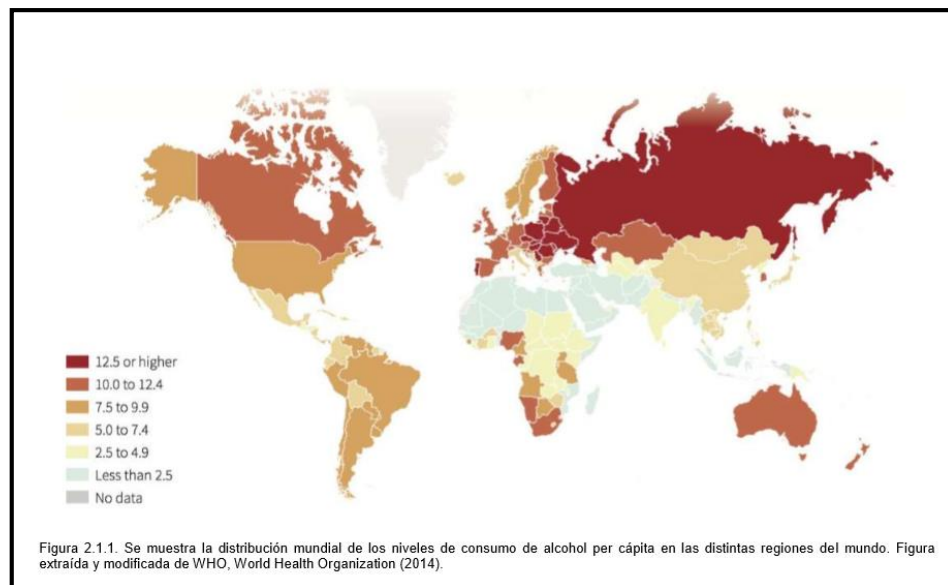 12.5 or higher
10.0 to 12.4
7.5 to 9.9
5.0 to 7.4
2.5 to 4.9
Less than 2.5
No data
Figura 2.1.1. Se muestra la distribución mundial de los niveles de consumo de alcohol per cápita en las distintas regiones del mundo. Figura
extraída y modificada de WHO, World Health Organization (2014).